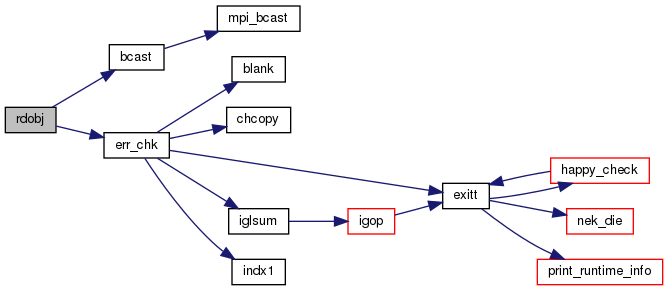 mpi_bcast
bcast
blank
rdobj
chcopy
err_chk
happy_check
exitt
iglsum
igop
nek_die
indx1
print_runtime_info